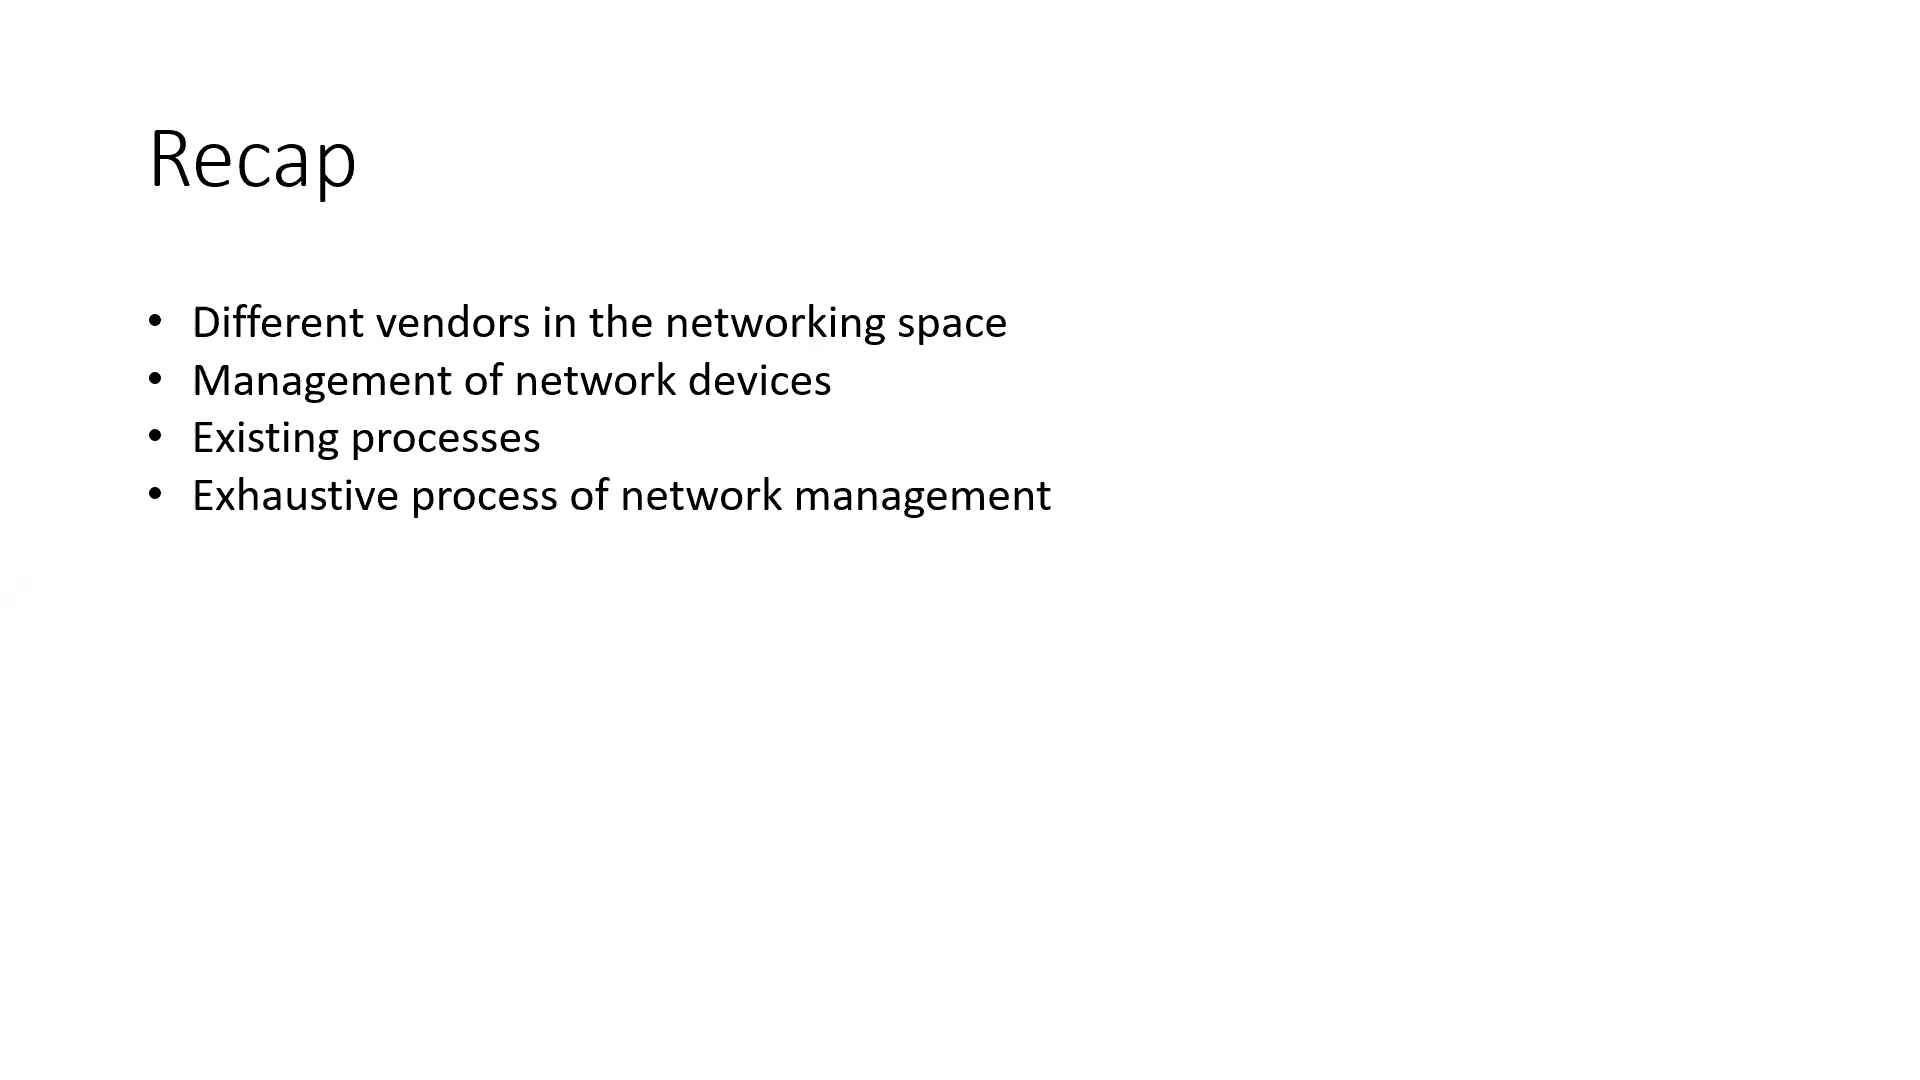 Recap
• Different vendors in the networking space
• Management of network devices
• Existing processes
• Exhaustive process of network management